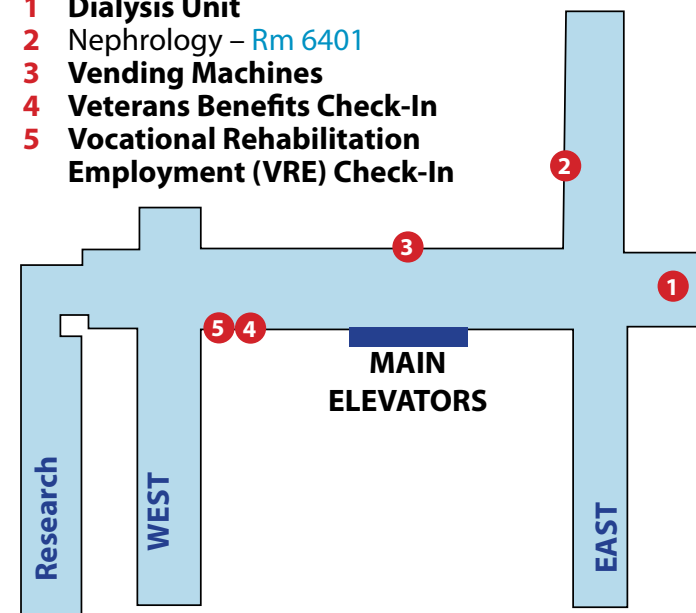 1 Dialysis Unit
2 Nephrology – Rm 6401
3 Vending Machines
4 Veterans Benefits Check-In
5 Vocational Rehabilitation
Employment (VRE) Check-In
2
3
1
5 4
MAIN
ELEVATORS
Research
WEST
EAST